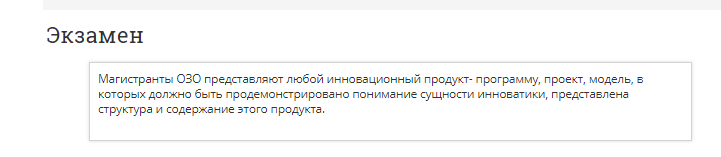 Экзамен
Магистранты ОЗО представляют любой инновационный продукт- программу, проект, модель, в
которых должно быть продемонстрировано понимание сущности инноватики, представлена
структура и содержание этого продукта.